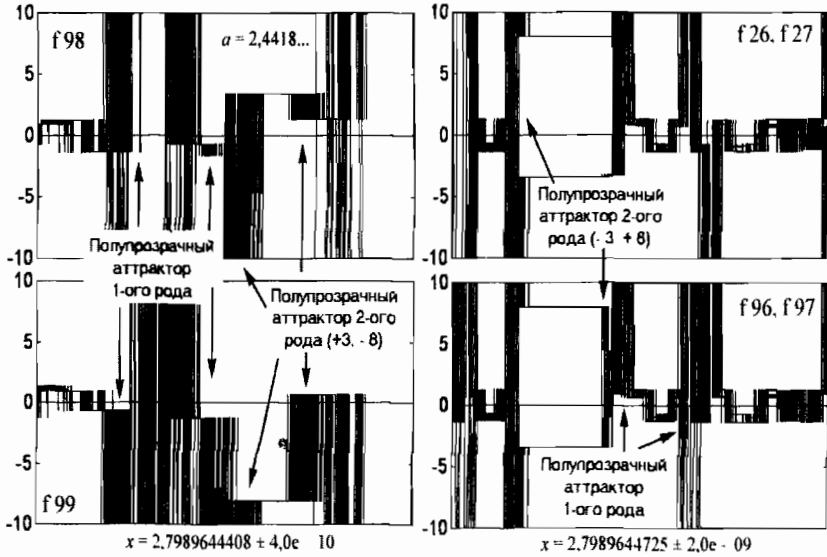 10
f 98
a = 2,4418...
5
0
-5
-10
10
f 26, f 27
5
0
-5
-10
Полупрозрачный
аттрактор
1-ого рода
Полупрозрачный
аттрактор 2-ого
рода (+3, - 8)
Полупрозрачный
аттрактор 2-ого
рода (- 3 + 8)
10
5
0
-5
-10
f 99
x = 2,7989644408 ± 4,0e 10
10
f 96, f 97
5
0
-5
-10
Полупрозрачный
аттрактор
1-ого рода
x = 2,7989644725 ± 2,0e - 09